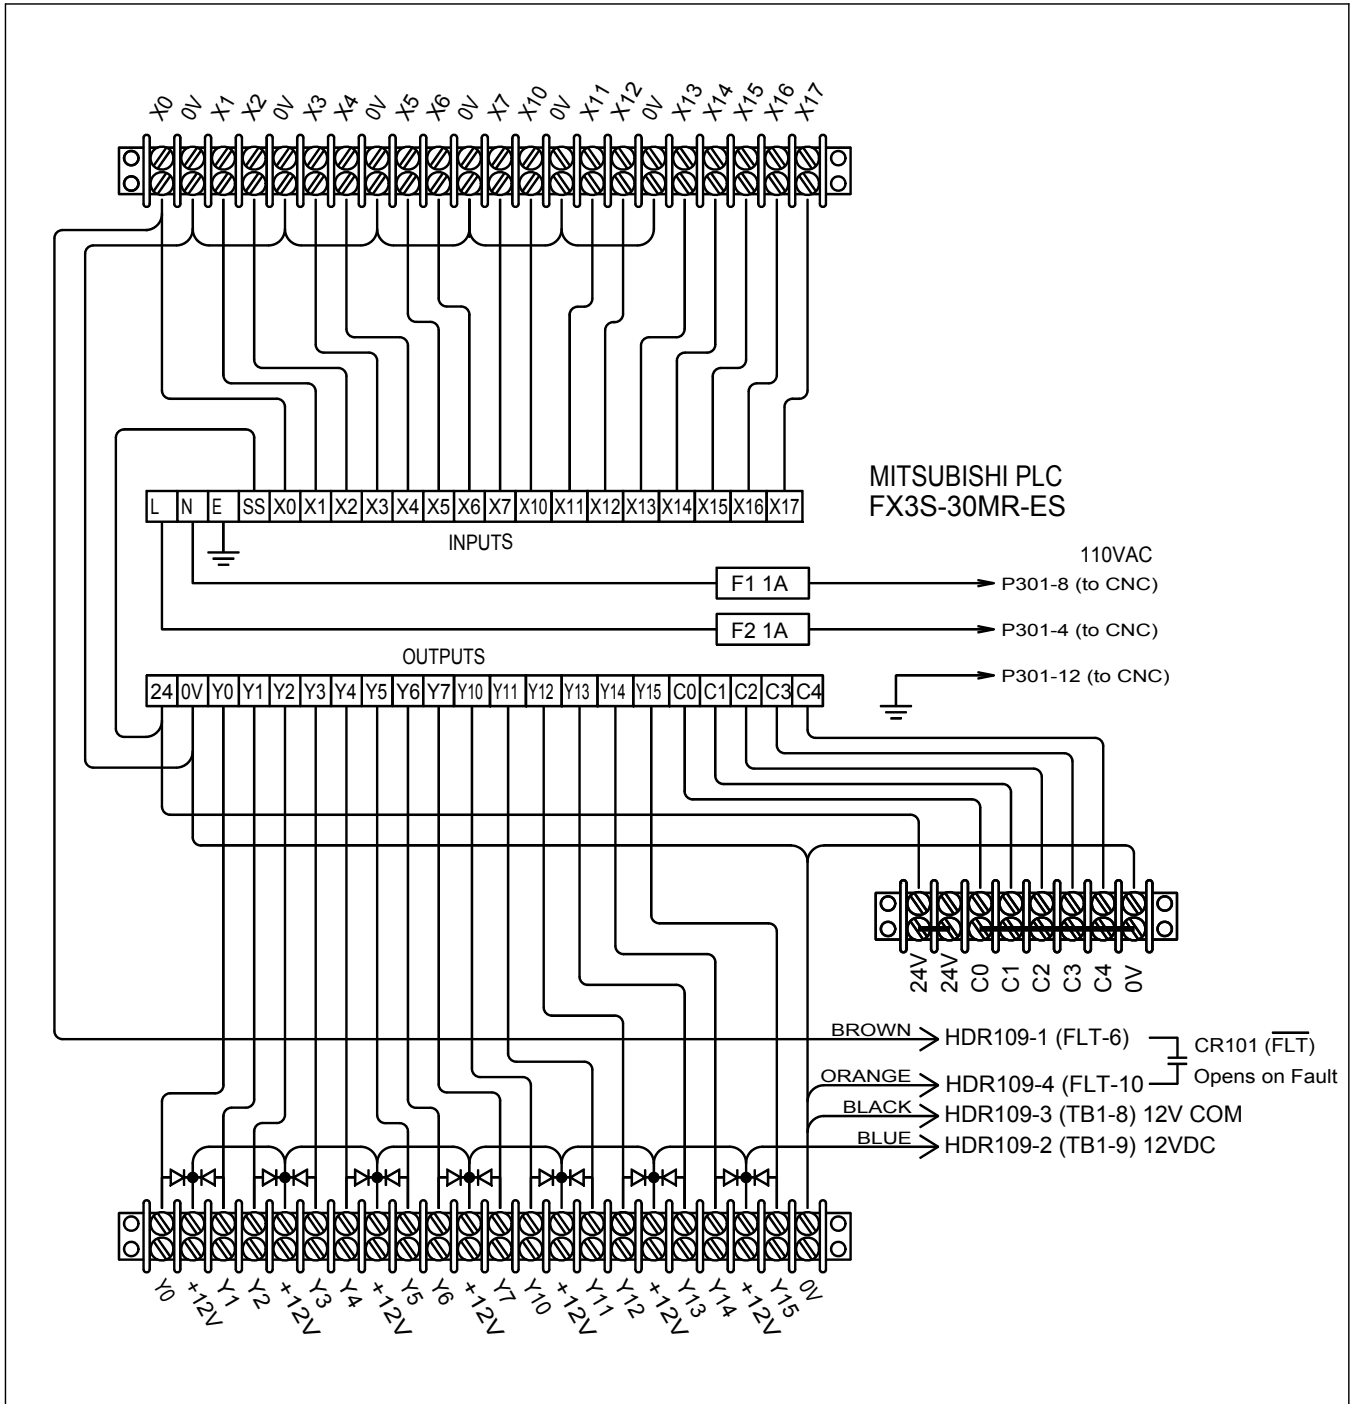 X0 0V X1 X2 0V X3 X4 0V X5 X6 0V X7 X10 0V X11 X12 0V X13 X14 X15 X16 X17
L N E SS X0 X1 X2 X3 X4 X5 X6 X7 X10 X11 X12 X13 X14 X15 X16 X17
INPUTS
MITSUBISHI PLC
FX3S-30MR-ES
110VAC
F1 1A P301-8 (to CNC)
F2 1A P301-4 (to CNC)
P301-12 (to CNC)
OUTPUTS
24 0V Y0 Y1 Y2 Y3 Y4 Y5 Y6 Y7 Y10 Y11 Y12 Y13 Y14 Y15 C0 C1 C2 C3 C4
24V 24V C0 C1 C2 C3 C4 0V
BROWN HDR109-1 (FLT-6)
ORANGE HDR109-4 (FLT-10
CR101 (FLT)
Opens on Fault
BLACK HDR109-3 (TB1-8) 12V COM
BLUE HDR109-2 (TB1-9) 12VDC
Y0 +12V Y1 Y2 +12V Y3 Y4 +12V Y5 Y6 +12V Y7 Y10 +12V Y11 Y12 +12V Y13 Y14 +12V Y15 0V